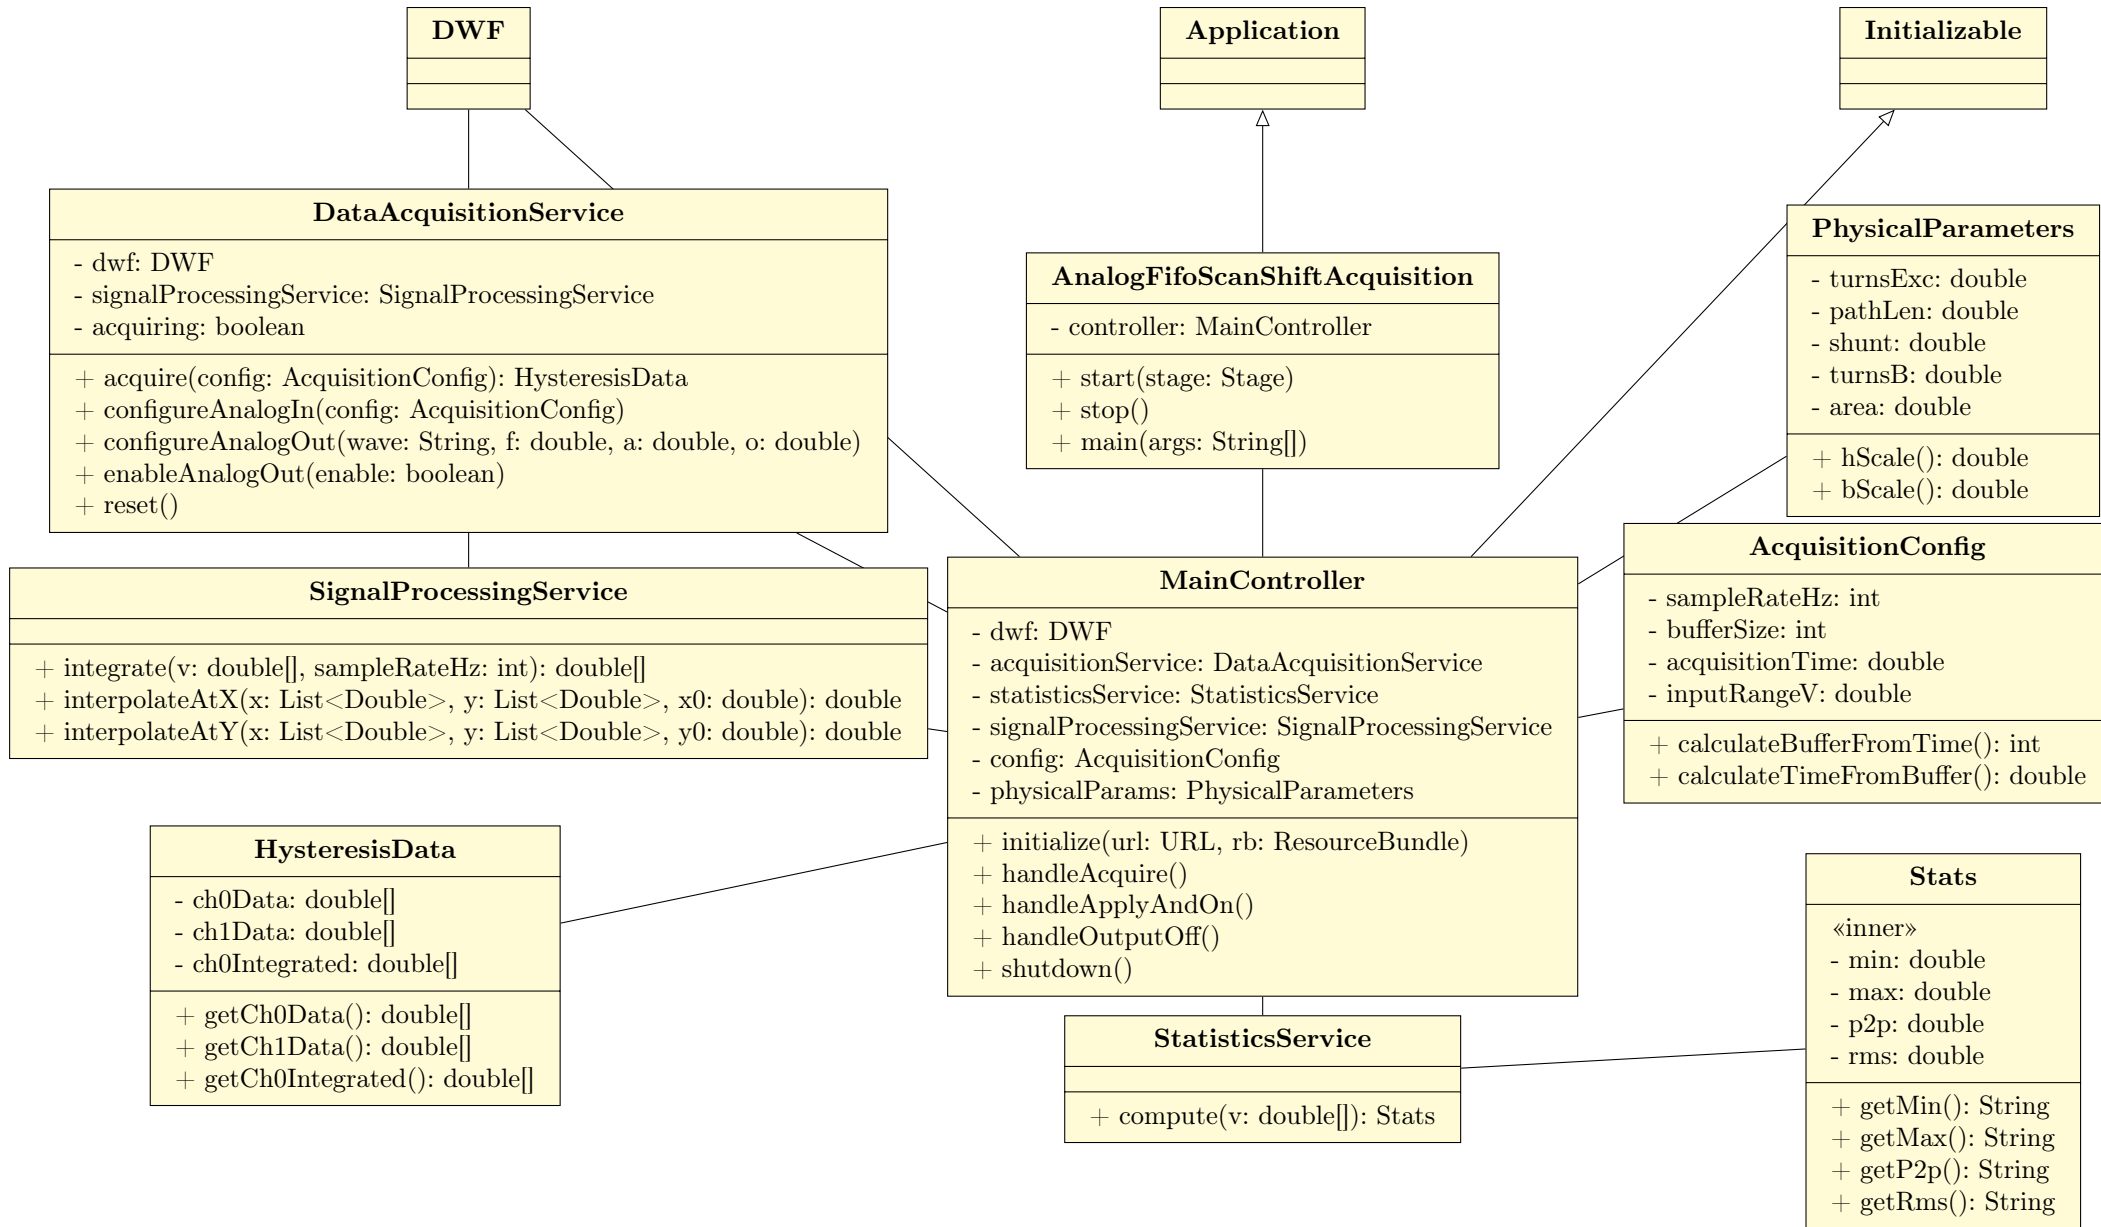 DWF
Application
Initializable
DataAcquisitionService
- dwf: DWF
- signalProcessingService: SignalProcessingService
- acquiring: boolean
+ acquire(config: AcquisitionConfig): HysteresisData
+ configureAnalogIn(config: AcquisitionConfig)
+ configureAnalogOut(wave: String, f: double, a: double, o: double)
+ enableAnalogOut(enable: boolean)
+ reset()
AnalogFifoScanShiftAcquisition
- controller: MainController
+ start(stage: Stage)
+ stop()
+ main(args: String[])
PhysicalParameters
- turnsExc: double
- pathLen: double
- shunt: double
- turnsB: double
- area: double
+ hScale(): double
+ bScale(): double
SignalProcessingService
+ integrate(v: double[], sampleRateHz: int): double[]
+ interpolateAtX(x: List<Double>, y: List<Double>, x0: double): double
+ interpolateAtY(x: List<Double>, y: List<Double>, y0: double): double
MainController
- dwf: DWF
- acquisitionService: DataAcquisitionService
- statisticsService: StatisticsService
- signalProcessingService: SignalProcessingService
- config: AcquisitionConfig
- physicalParams: PhysicalParameters
+ initialize(url: URL, rb: ResourceBundle)
+ handleAcquire()
+ handleApplyAndOn()
+ handleOutputOff()
+ shutdown()
AcquisitionConfig
- sampleRateHz: int
- bufferSize: int
- acquisitionTime: double
- inputRangeV: double
+ calculateBufferFromTime(): int
+ calculateTimeFromBuffer(): double
HysteresisData
- ch0Data: double[]
- ch1Data: double[]
- ch0Integrated: double[]
+ getCh0Data(): double[]
+ getCh1Data(): double[]
+ getCh0Integrated(): double[]
StatisticsService
+ compute(v: double[]): Stats
Stats
«inner»
- min: double
- max: double
- p2p: double
- rms: double
+ getMin(): String
+ getMax(): String
+ getP2p(): String
+ getRms(): String